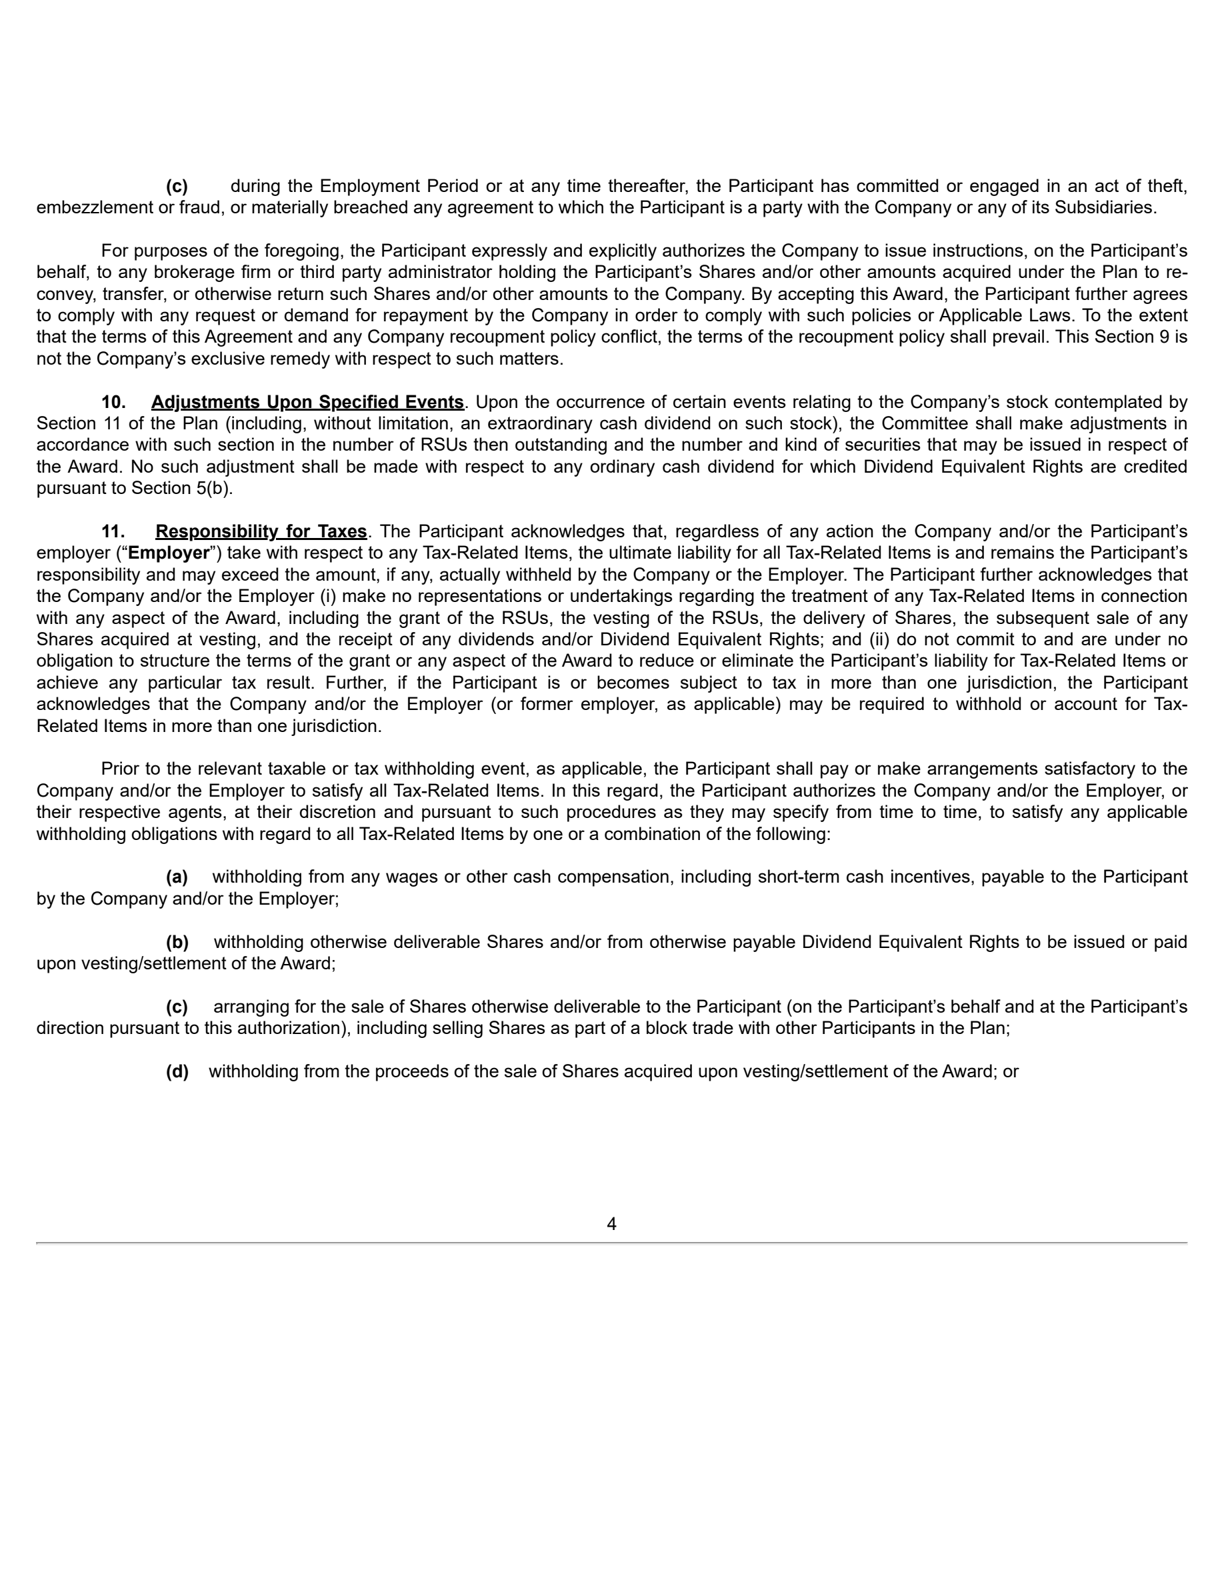 (c) during the Employment Period or at any time thereafter, the Participant has committed or engaged in an act of theft,
embezzlement or fraud, or materially breached any agreement to which the Participant is a party with the Company or any of its Subsidiaries.
For purposes of the foregoing, the Participant expressly and explicitly authorizes the Company to issue instructions, on the Participant’s
behalf, to any brokerage firm or third party administrator holding the Participant’s Shares and/or other amounts acquired under the Plan to re-
convey, transfer, or otherwise return such Shares and/or other amounts to the Company. By accepting this Award, the Participant further agrees
to comply with any request or demand for repayment by the Company in order to comply with such policies or Applicable Laws. To the extent
that the terms of this Agreement and any Company recoupment policy conflict, the terms of the recoupment policy shall prevail. This Section 9 is
not the Company’s exclusive remedy with respect to such matters.
10. Adjustments Upon Specified Events. Upon the occurrence of certain events relating to the Company’s stock contemplated by
Section 11 of the Plan (including, without limitation, an extraordinary cash dividend on such stock), the Committee shall make adjustments in
accordance with such section in the number of RSUs then outstanding and the number and kind of securities that may be issued in respect of
the Award. No such adjustment shall be made with respect to any ordinary cash dividend for which Dividend Equivalent Rights are credited
pursuant to Section 5(b).
11. Responsibility for Taxes. The Participant acknowledges that, regardless of any action the Company and/or the Participant’s
employer (“Employer”) take with respect to any Tax-Related Items, the ultimate liability for all Tax-Related Items is and remains the Participant’s
responsibility and may exceed the amount, if any, actually withheld by the Company or the Employer. The Participant further acknowledges that
the Company and/or the Employer (i) make no representations or undertakings regarding the treatment of any Tax-Related Items in connection
with any aspect of the Award, including the grant of the RSUs, the vesting of the RSUs, the delivery of Shares, the subsequent sale of any
Shares acquired at vesting, and the receipt of any dividends and/or Dividend Equivalent Rights; and (ii) do not commit to and are under no
obligation to structure the terms of the grant or any aspect of the Award to reduce or eliminate the Participant’s liability for Tax-Related Items or
achieve any particular tax result. Further, if the Participant is or becomes subject to tax in more than one jurisdiction, the Participant
acknowledges that the Company and/or the Employer (or former employer, as applicable) may be required to withhold or account for Tax-
Related Items in more than one jurisdiction.
Prior to the relevant taxable or tax withholding event, as applicable, the Participant shall pay or make arrangements satisfactory to the
Company and/or the Employer to satisfy all Tax-Related Items. In this regard, the Participant authorizes the Company and/or the Employer, or
their respective agents, at their discretion and pursuant to such procedures as they may specify from time to time, to satisfy any applicable
withholding obligations with regard to all Tax-Related Items by one or a combination of the following:
(a) withholding from any wages or other cash compensation, including short-term cash incentives, payable to the Participant
by the Company and/or the Employer;
(b) withholding otherwise deliverable Shares and/or from otherwise payable Dividend Equivalent Rights to be issued or paid
upon vesting/settlement of the Award;
(c) arranging for the sale of Shares otherwise deliverable to the Participant (on the Participant’s behalf and at the Participant’s
direction pursuant to this authorization), including selling Shares as part of a block trade with other Participants in the Plan;
(d) withholding from the proceeds of the sale of Shares acquired upon vesting/settlement of the Award; or
4